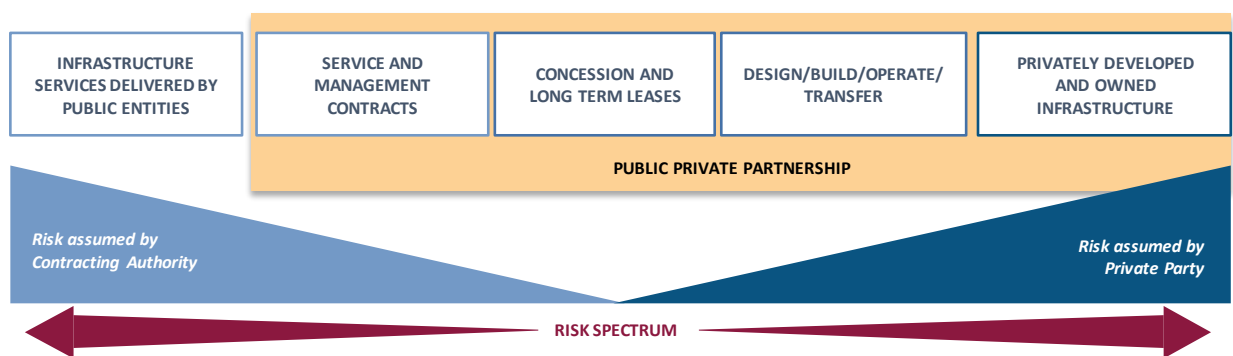 INFRASTRUCTURE
SERVICES DELIVERED BY
PUBLIC ENTITIES
SERVICE AND
MANAGEMENT
CONTRACTS
CONCESSION AND
LONG TERM LEASES
DESIGN/BUILD/OPERATE/
TRANSFER
PRIVATELY DEVELOPED
AND OWNED
INFRASTRUCTURE
PUBLIC PRIVATE PARTNERSHIP
Risk assumed by
Contracting Authority
Risk assumed by
Private Party
RISK SPECTRUM